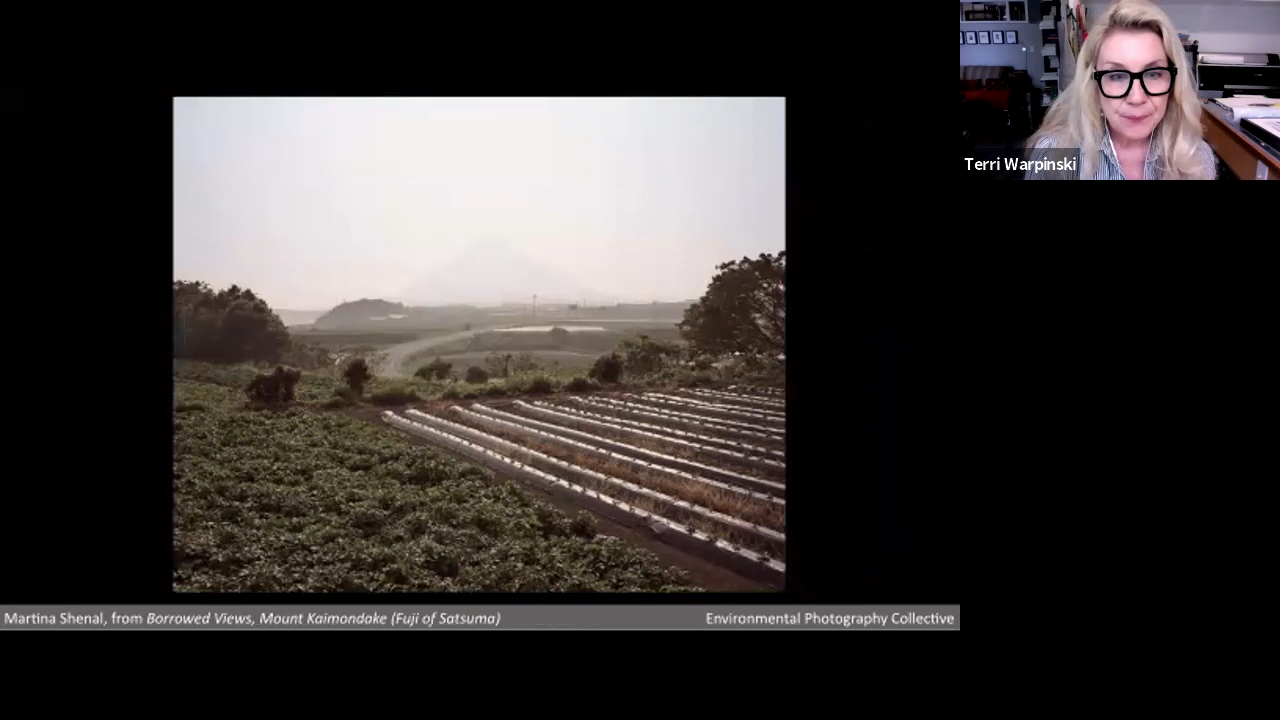 Terri Warpinski
Martina Shenal, from Borrowed Views, Mount Kaimondake (Fuji of Satsuma)
Environmental Photography Collective